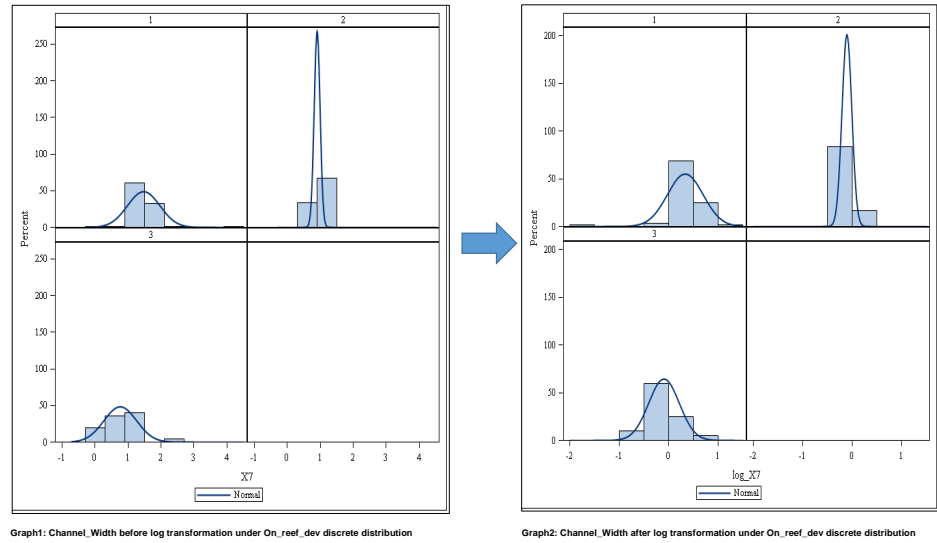 1 2
250
200
150
100
50
0
Percent
3
250
200
150
100
50
0
-1 0 1 2 3 4 -1 0 1 2 3 4
X7
Normal
1 2
200
150
100
50
0
Percent
3
200
150
100
50
0
-2 -1 0 1 -2 -1 0 1
log_X7
Normal
Graph1: Channel_Width before log transformation under On_reef_dev discrete distribution
Graph2: Channel_Width after log transformation under On_reef_dev discrete distribution